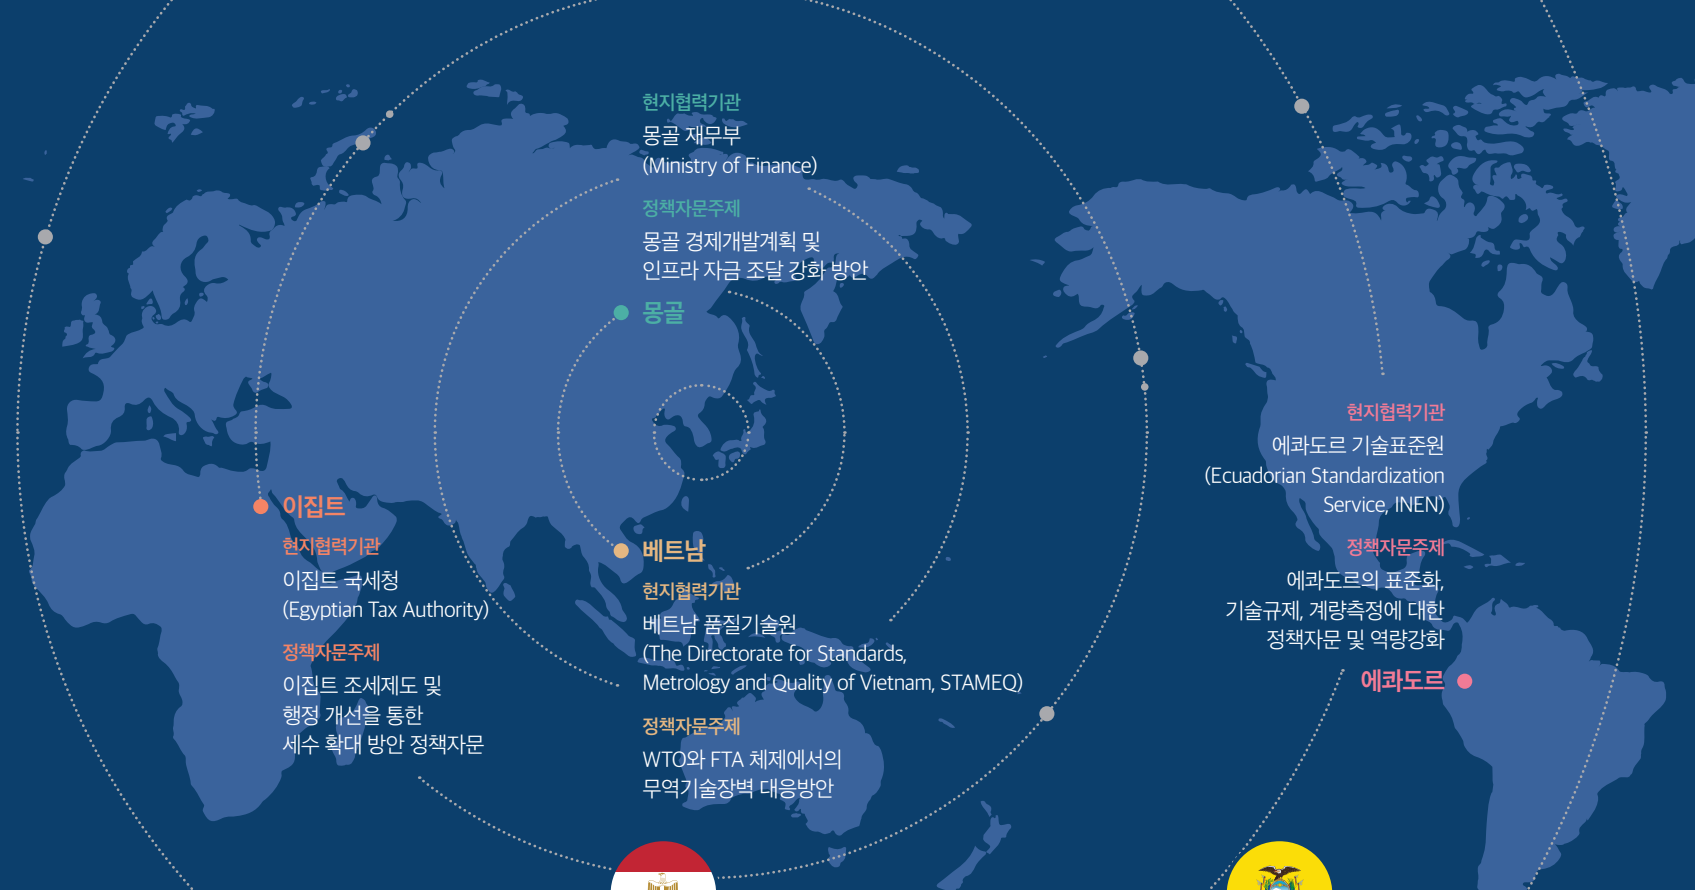 현지협력기관
몽골 재무부
(Ministry of Finance)
정책자문주제
몽골 경제개발계획 및
인프라 자금 조달 강화 방안
몽골
이집트
현지협력기관
이집트 국세청
(Egyptian Tax Authority)
정책자문주제
이집트 조세제도 및
행정 개선을 통한
세수 확대 방안 정책자문
베트남
현지협력기관
베트남 품질기술원
(The Directorate for Standards,
Metrology and Quality of Vietnam, STAMEQ)
정책자문주제
WTO와 FTA 체제에서의
무역기술장벽 대응방안
현지협력기관
에콰도르 기술표준원
(Ecuadorian Standardization
Service, INEN)
정책자문주제
에콰도르의 표준화,
기술규제, 계량측정에 대한
정책자문 및 역량강화
에콰도르